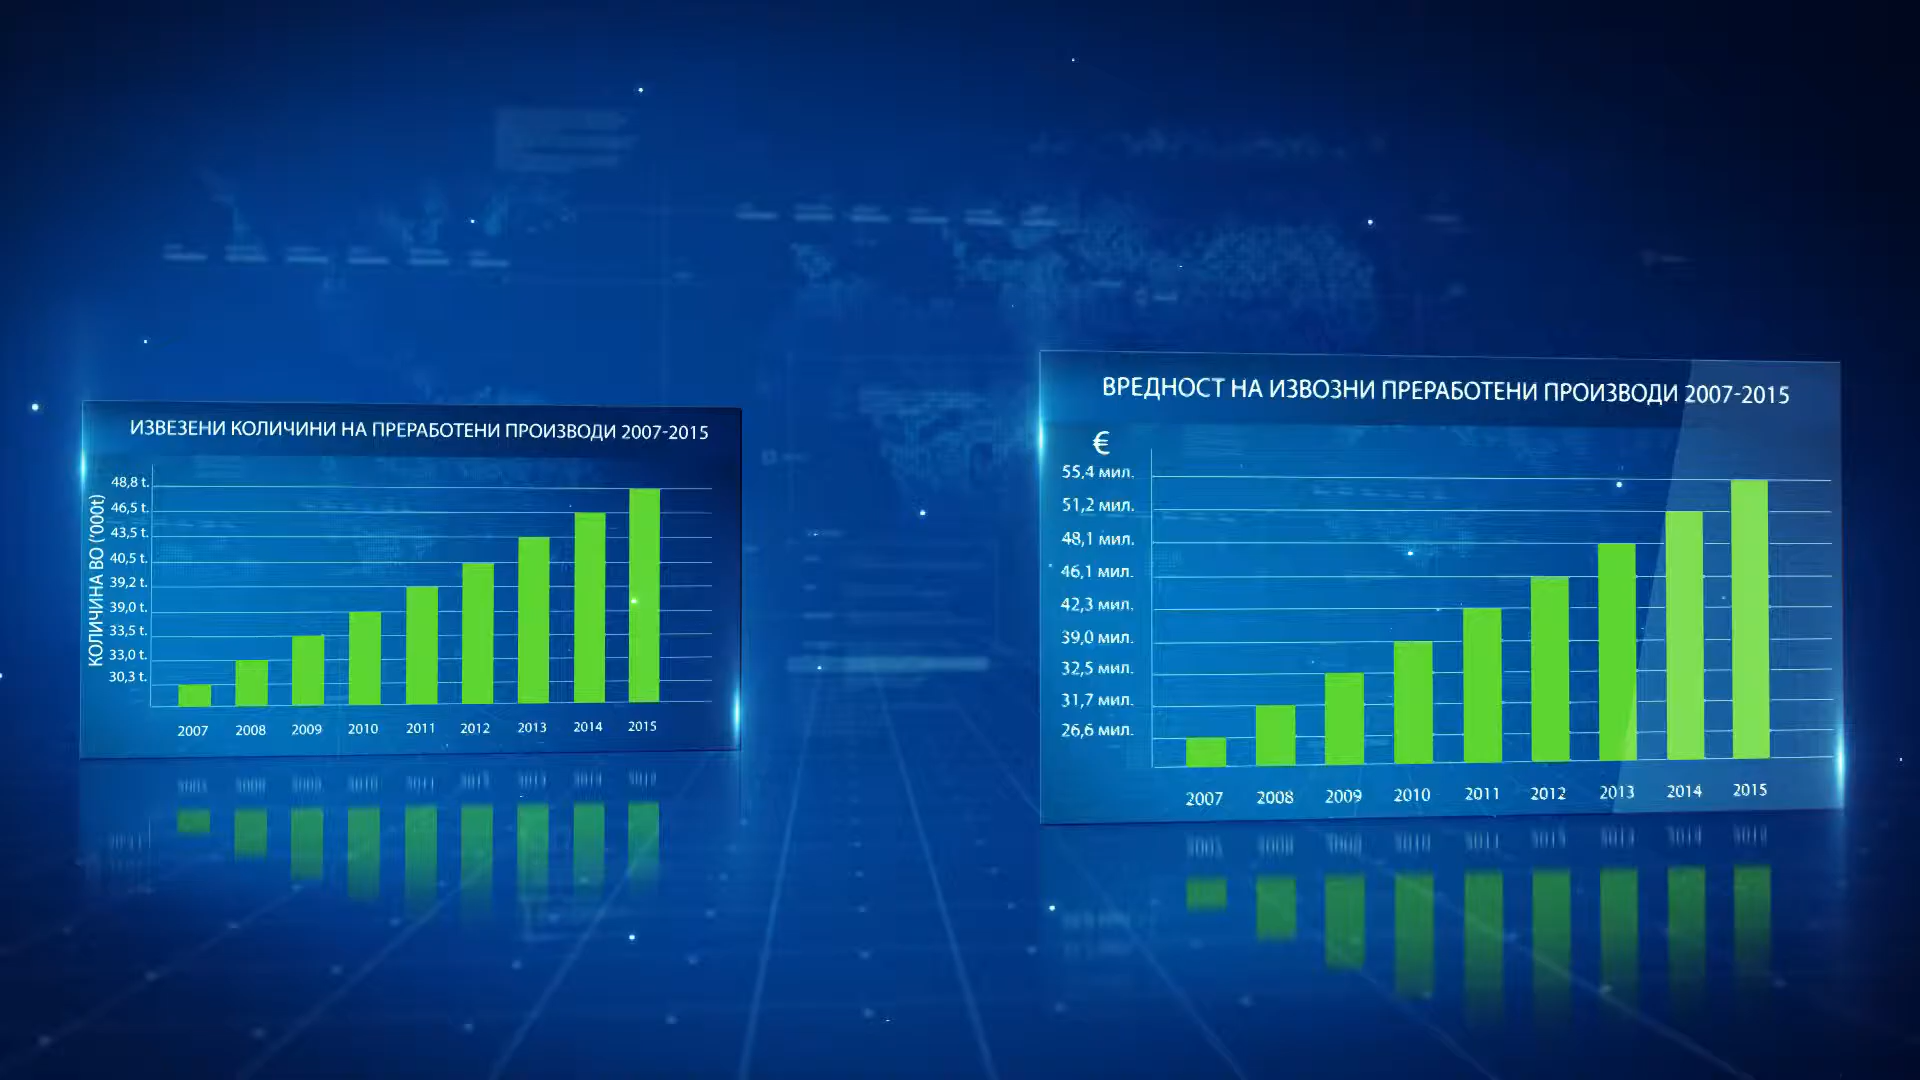 ИЗВЕЗЕНИ КОЛИЧИНИ НА ПРЕРАБОТЕНИ ПРОИЗВОДИ 2007-2015
КОЛИЧИНА ВО ('000t)
48,8 t.
46,5 t.
43,5 t.
40,5 t.
39,2 t.
39,0 t.
33,5 t.
33,0 t.
30,3 t.
2007 2008 2009 2010 2011 2012 2013 2014 2015
ВРЕДНОСТ НА ИЗВОЗНИ ПРЕРАБОТЕНИ ПРОИЗВОДИ 2007-2015
€
55,4 мил.
51,2 мил.
48,1 мил.
46,1 мил.
42,3 мил.
39,0 мил.
32,5 мил.
31,7 мил.
26,6 мил.
2007 2008 2009 2010 2011 2012 2013 2014 2015